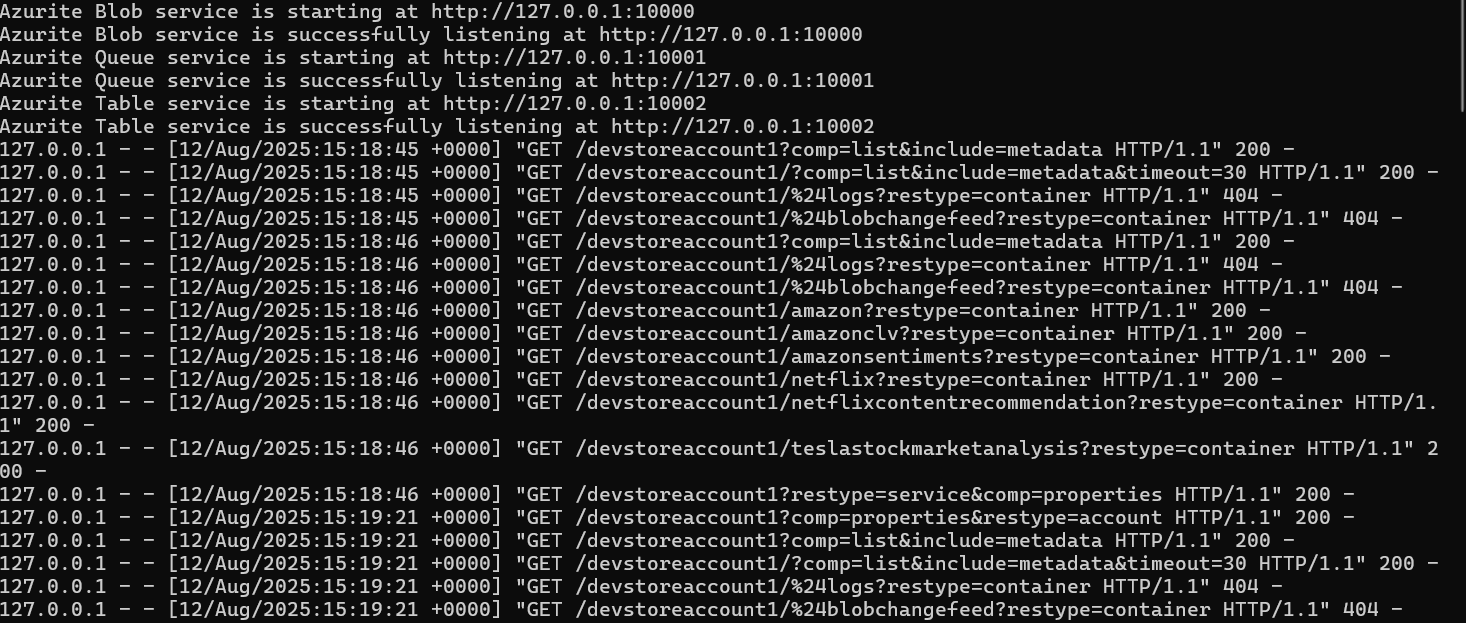 Azurite Blob service is starting at http://127.0.0.1:10000
Azurite Blob service is successfully listening at http://127.0.0.1:10000
Azurite Queue service is starting at http://127.0.0.1:10001
Azurite Queue service is successfully listening at http://127.0.0.1:10001
Azurite Table service is starting at http://127.0.0.1:10002
Azurite Table service is successfully listening at http://127.0.0.1:10002
127.0.0.1 - - [12/Aug/2025:15:18:45 +0000] "GET /devstoreaccount1?comp=list&include=metadata HTTP/1.1" 200 -
127.0.0.1 - - [12/Aug/2025:15:18:45 +0000] "GET /devstoreaccount1/?comp=list&include=metadata&timeout=30 HTTP/1.1" 200 -
127.0.0.1 - - [12/Aug/2025:15:18:45 +0000] "GET /devstoreaccount1/%24logs?restype=container HTTP/1.1" 404 -
127.0.0.1 - - [12/Aug/2025:15:18:45 +0000] "GET /devstoreaccount1/%24blobchangefeed?restype=container HTTP/1.1" 404 -
127.0.0.1 - - [12/Aug/2025:15:18:46 +0000] "GET /devstoreaccount1?comp=list&include=metadata HTTP/1.1" 200 -
127.0.0.1 - - [12/Aug/2025:15:18:46 +0000] "GET /devstoreaccount1/%24logs?restype=container HTTP/1.1" 404 -
127.0.0.1 - - [12/Aug/2025:15:18:46 +0000] "GET /devstoreaccount1/%24blobchangefeed?restype=container HTTP/1.1" 404 -
127.0.0.1 - - [12/Aug/2025:15:18:46 +0000] "GET /devstoreaccount1/amazon?restype=container HTTP/1.1" 200 -
127.0.0.1 - - [12/Aug/2025:15:18:46 +0000] "GET /devstoreaccount1/amazonclv?restype=container HTTP/1.1" 200 -
127.0.0.1 - - [12/Aug/2025:15:18:46 +0000] "GET /devstoreaccount1/amazonsentiments?restype=container HTTP/1.1" 200 -
127.0.0.1 - - [12/Aug/2025:15:18:46 +0000] "GET /devstoreaccount1/netflix?restype=container HTTP/1.1" 200 -
127.0.0.1 - - [12/Aug/2025:15:18:46 +0000] "GET /devstoreaccount1/netflixcontentrecommendation?restype=container HTTP/1.
1" 200 -
127.0.0.1 - - [12/Aug/2025:15:18:46 +0000] "GET /devstoreaccount1/teslastockmarketanalysis?restype=container HTTP/1.1" 2
00 -
127.0.0.1 - - [12/Aug/2025:15:18:46 +0000] "GET /devstoreaccount1?restype=service&comp=properties HTTP/1.1" 200 -
127.0.0.1 - - [12/Aug/2025:15:19:21 +0000] "GET /devstoreaccount1?comp=properties&restype=account HTTP/1.1" 200 -
127.0.0.1 - - [12/Aug/2025:15:19:21 +0000] "GET /devstoreaccount1?comp=list&include=metadata HTTP/1.1" 200 -
127.0.0.1 - - [12/Aug/2025:15:19:21 +0000] "GET /devstoreaccount1/?comp=list&include=metadata&timeout=30 HTTP/1.1" 200 -
127.0.0.1 - - [12/Aug/2025:15:19:21 +0000] "GET /devstoreaccount1/%24logs?restype=container HTTP/1.1" 404 -
127.0.0.1 - - [12/Aug/2025:15:19:21 +0000] "GET /devstoreaccount1/%24blobchangefeed?restype=container HTTP/1.1" 404 -